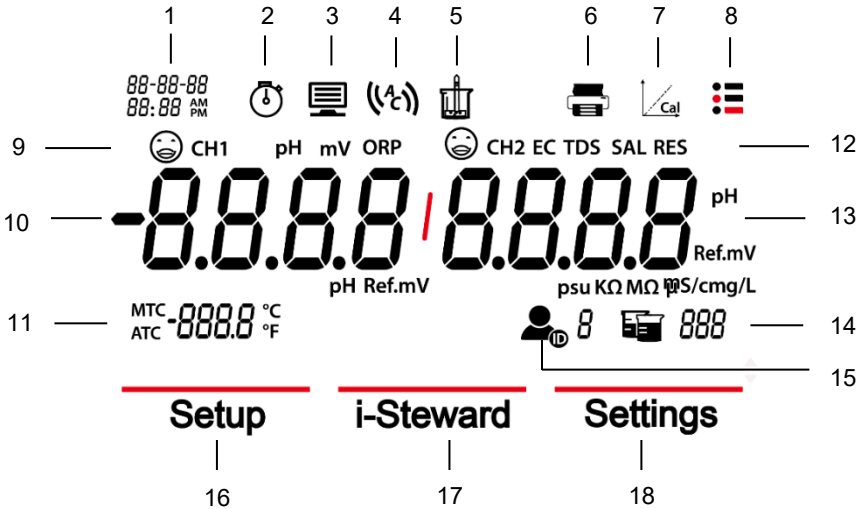 1 2 3 4 5 6 7 8
88-88-88
88:88 AM PM
(A/C)
Cal
9 CH1 pH mV ORP CH2 EC TDS SAL RES 12
10 -8.8.8.8/8.8.8.8 pH 13
Ref.mV
pH Ref.mV psu KΩ MΩ µmS/cmg/L
11 MTC ATC -888.8 °C °F ID 8 888 14
15
Setup i-Steward Settings
16 17 18